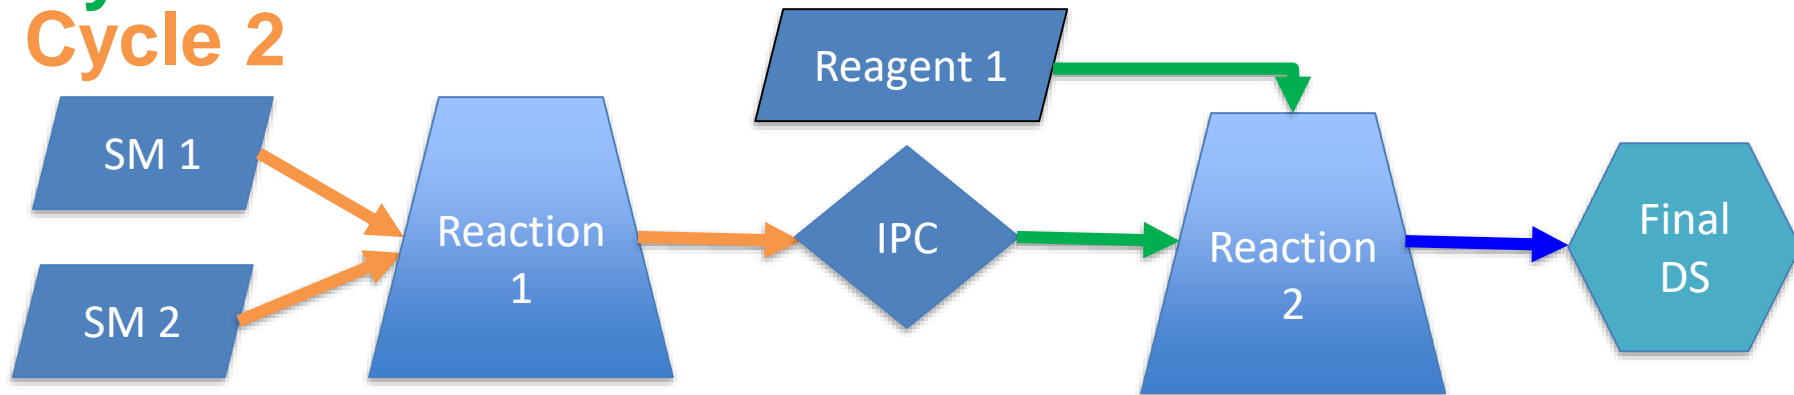 Cycle 2
Reagent 1
SM 1
SM 2
Reaction
1
IPC
Reaction
2
Final
DS